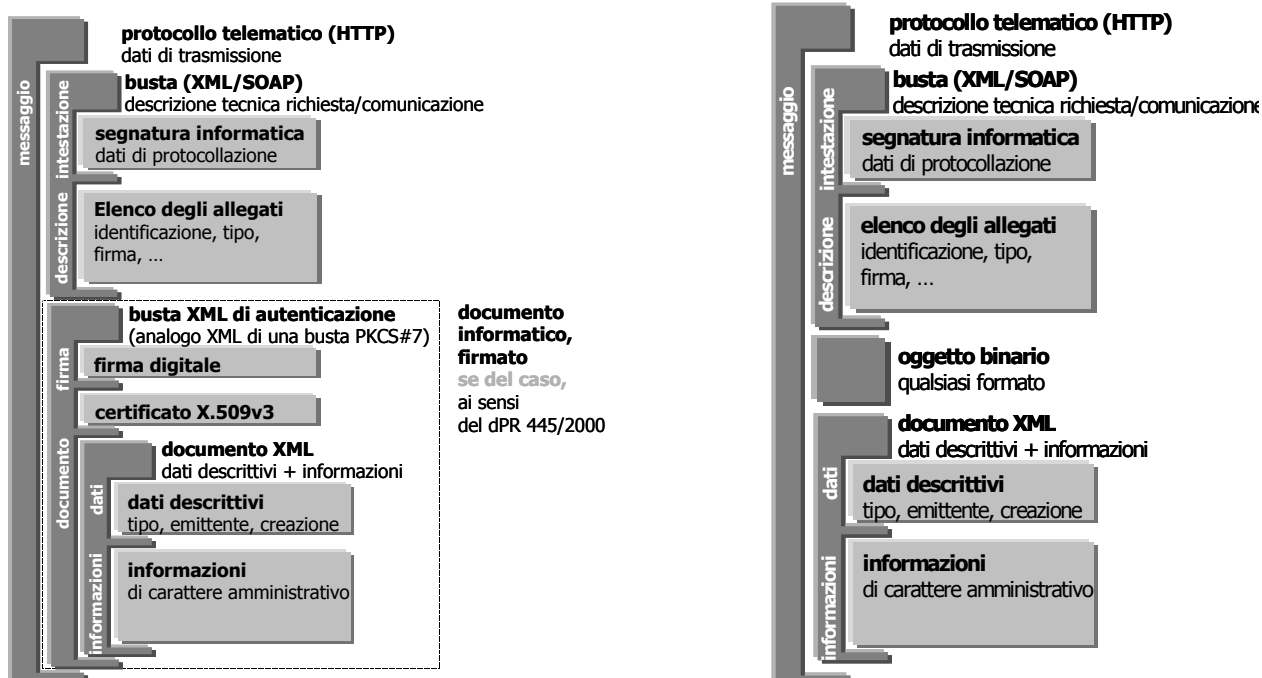 protocollo telematico (HTTP)
dati di trasmissione
busta (XML/SOAP)
descrizione tecnica richiesta/comunicazione
messaggio
intestazione
segnatura informatica
dati di protocollazione
descrizione
Elenco degli allegati
identificazione, tipo,
firma, ...
busta XML di autenticazione
(analogo XML di una busta PKCS#7)
firma
firma digitale
certificato X.509v3
documento
informatico,
firmato
se del caso,
ai sensi
del dPR 445/2000
documento
documento XML
dati descrittivi + informazioni
dati
dati descrittivi
tipo, emittente, creazione
informazioni
informazioni
di carattere amministrativo
protocollo telematico (HTTP)
dati di trasmissione
busta (XML/SOAP)
descrizione tecnica richiesta/comunicazione
messaggio
intestazione
segnatura informatica
dati di protocollazione
descrizione
elenco degli allegati
identificazione, tipo,
firma, ...
oggetto binario
qualsiasi formato
documento XML
dati descrittivi + informazioni
dati
dati descrittivi
tipo, emittente, creazione
informazioni
informazioni
di carattere amministrativo